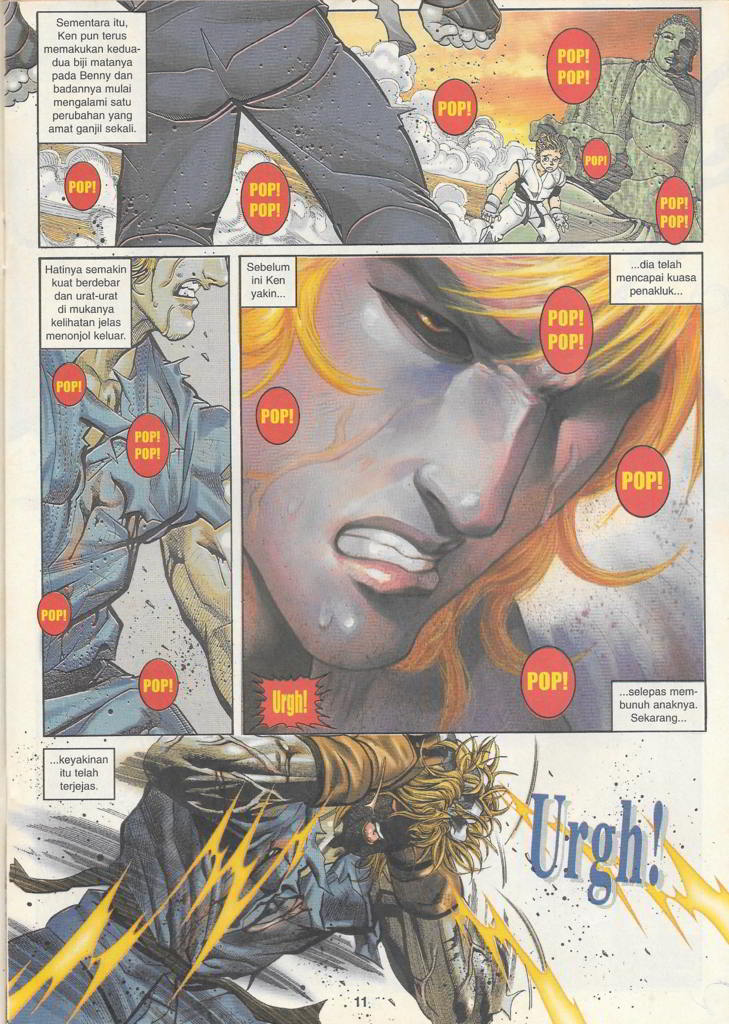 Sementara itu,
Ken pun terus
memakukan kedua-
dua biji matanya
pada Benny dan
badannya mulai
mengalami satu
perubahan yang
amat ganjil sekali.
POP!
POP!
POP!
POP!
POP!
POP!
POP!
POP!
POP!
Hatinya semakin
kuat berdebar
dan urat-urat
di mukanya
kelihatan jelas
menonjol keluar.
POP!
POP!
POP!
POP!
POP!
Sebelum
ini Ken
yakin...
...dia telah
mencapai kuasa
penakluk...
POP!
POP!
POP!
POP!
POP!
Urgh!
...selepas mem-
bunuh anaknya.
Sekarang...
...keyakinan
itu telah
terjejas.
Urgh!
11